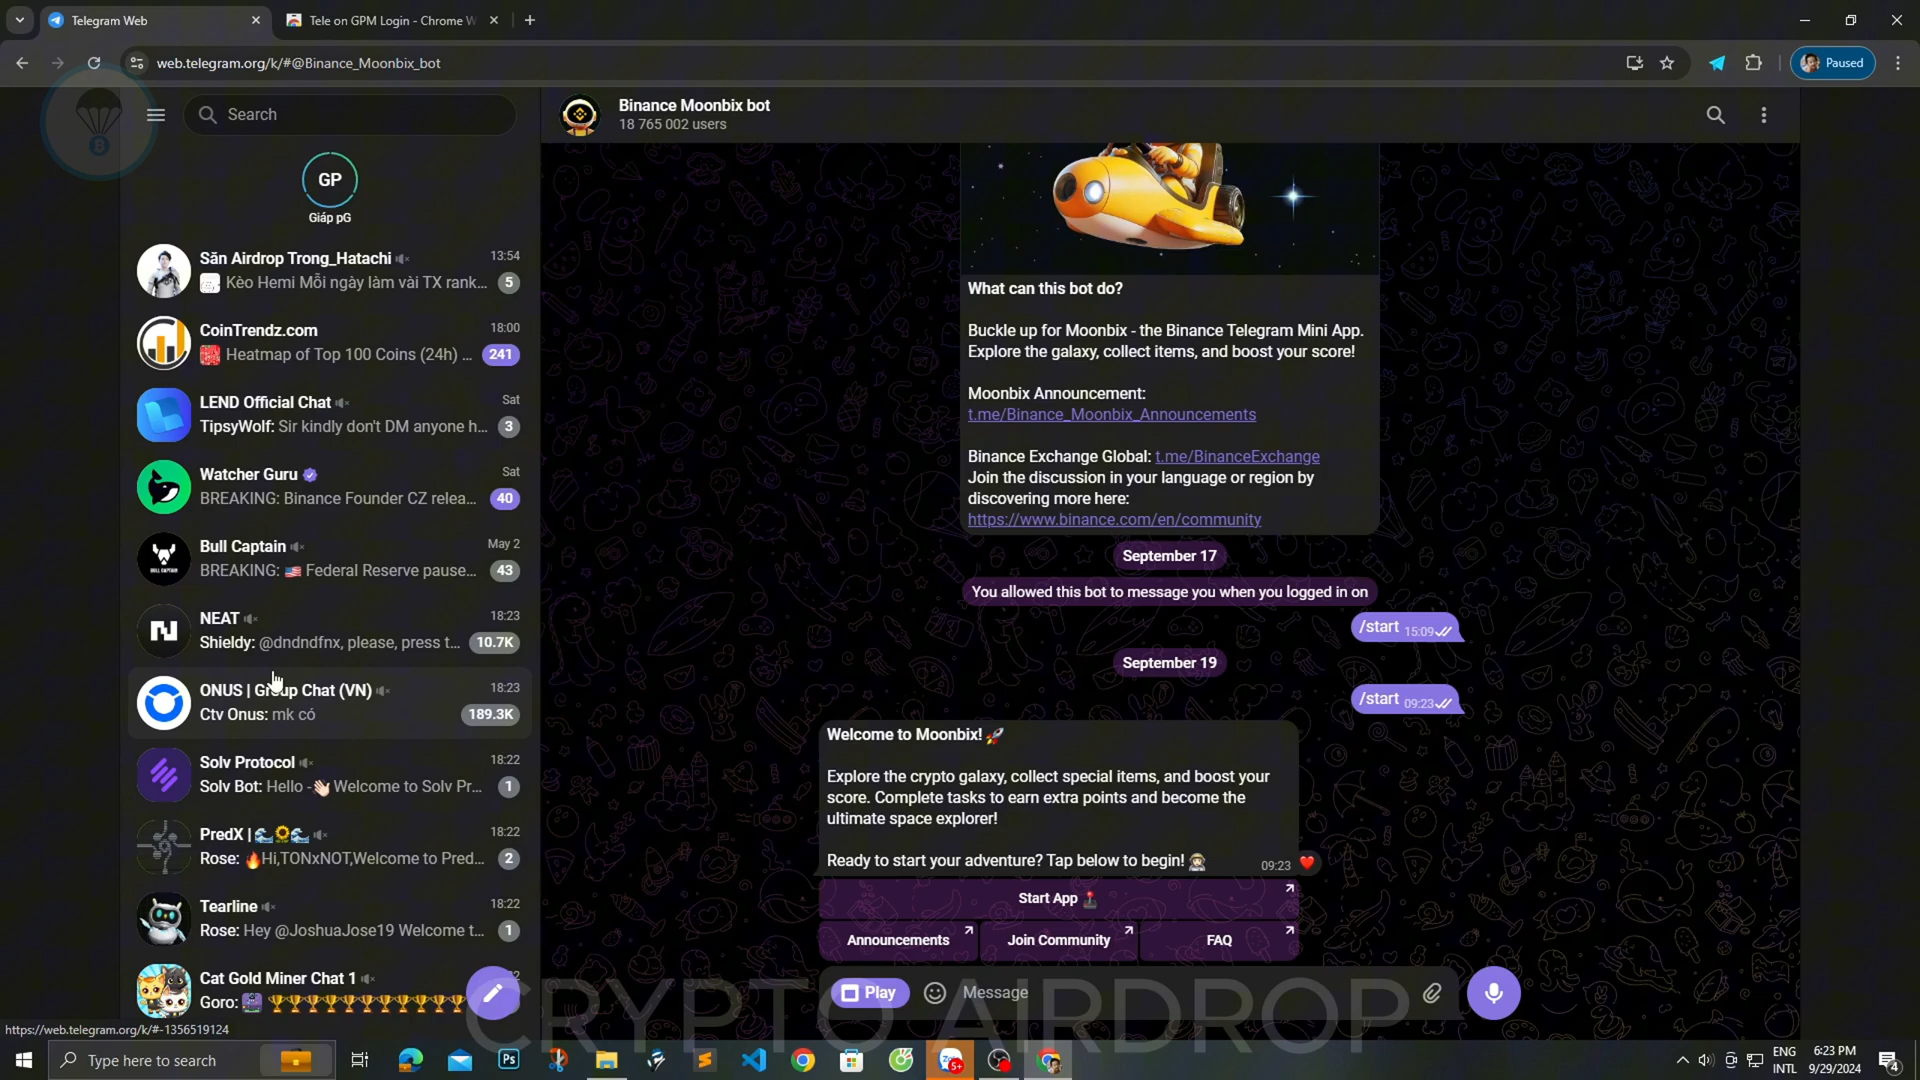 Telegram Web
Tele on GPM Login - Chrome W
web.telegram.org/k/#@Binance_Moonbix_bot
Paused
Search
GP
Giáp pG
Săn Airdrop Trong_Hatachi
13:54
Kèo Hemi Mỗi ngày làm vài TX rank...
5
CoinTrendz.com
18:00
Heatmap of Top 100 Coins (24h) ...
241
LEND Official Chat
Sat
TipsyWolf: Sir kindly don't DM anyone h...
3
Watcher Guru
Sat
BREAKING: Binance Founder CZ relea...
40
Bull Captain
May 2
BREAKING: 🇺🇸 Federal Reserve pause...
43
BULL CAPTAIN
NEAT
18:23
Shieldy: @dndndfnx, please, press t...
10.7K
ONUS | Group Chat (VN)
18:23
Ctv Onus: mk có
189.3K
Solv Protocol
18:22
Solv Bot: Hello -👋🏻 Welcome to Solv Pr...
1
PredX | 🌊🌻🌊
18:22
Rose: 🔥Hi,TONxNOT,Welcome to Pred...
2
Tearline
18:22
Rose: Hey @JoshuaJose19 Welcome t...
1
Cat Gold Miner Chat 1
Goro: 👾 🏆🏆🏆🏆🏆🏆🏆🏆🏆🏆🏆
https://web.telegram.org/k/#-1356519124
Binance Moonbix bot
18 765 002 users
What can this bot do?
Buckle up for Moonbix - the Binance Telegram Mini App.
Explore the galaxy, collect items, and boost your score!
Moonbix Announcement:
t.me/Binance_Moonbix_Announcements
Binance Exchange Global: t.me/BinanceExchange
Join the discussion in your language or region by
discovering more here:
https://www.binance.com/en/community
September 17
You allowed this bot to message you when you logged in on
/start 15:09
September 19
/start 09:23
Welcome to Moonbix! 🚀
Explore the crypto galaxy, collect special items, and boost your
score. Complete tasks to earn extra points and become the
ultimate space explorer!
Ready to start your adventure? Tap below to begin! 👨‍🚀
09:23 ❤️
Start App 🕹️
Announcements
Join Community
FAQ
Play
Message
CRYPTO AIRDROP
Type here to search
Ps
5+
ENG
INTL
6:23 PM
9/29/2024
4